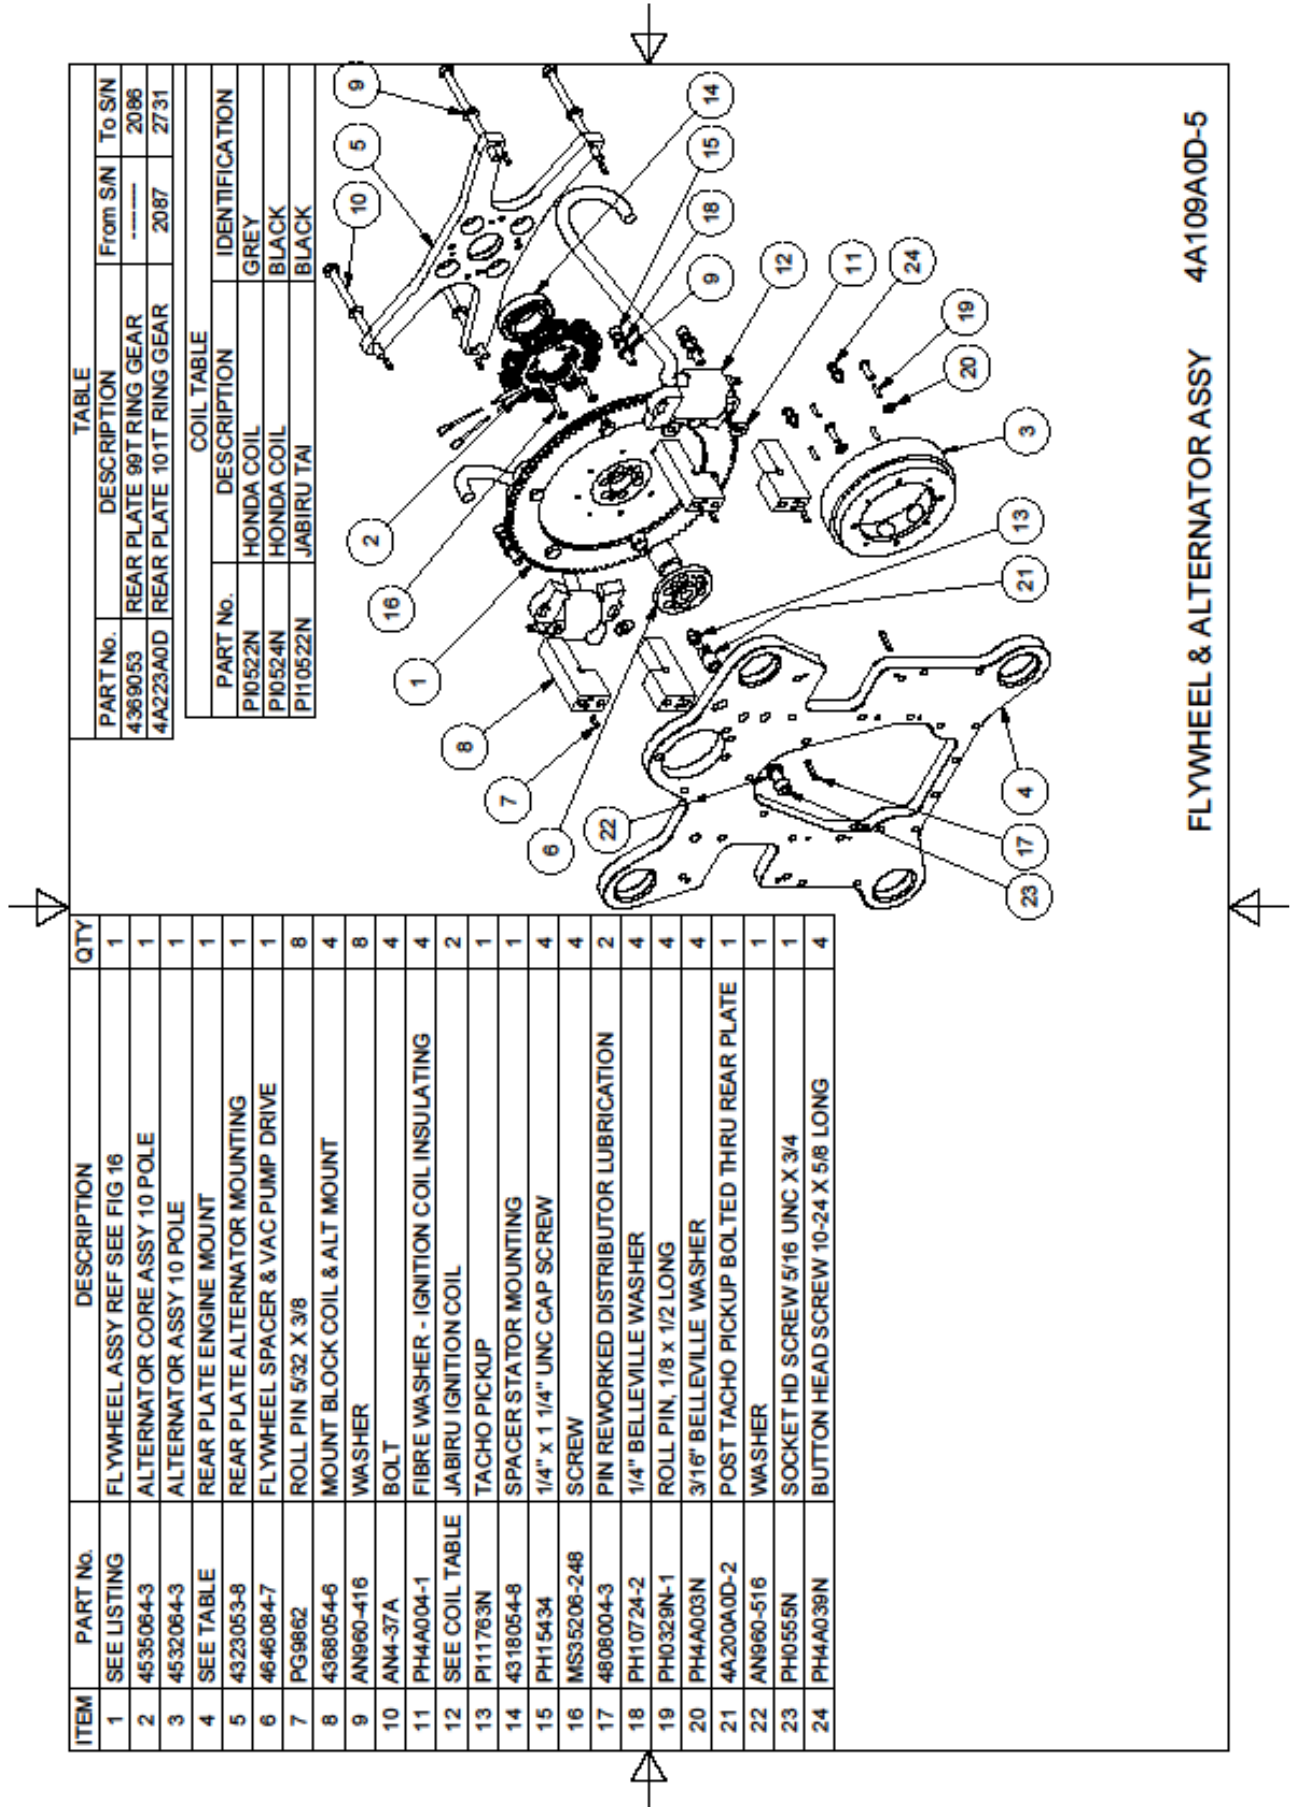 ITEM PART No. DESCRIPTION QTY
1 SEE LISTING FLYWHEEL ASSY REF SEE FIG 16 1
2 4535064-3 ALTERNATOR CORE ASSY 10 POLE 1
3 4532064-3 ALTERNATOR ASSY 10 POLE 1
4 SEE TABLE REAR PLATE ENGINE MOUNT 1
5 4323053-8 REAR PLATE ALTERNATOR MOUNTING 1
6 4646084-7 FLYWHEEL SPACER & VAC PUMP DRIVE 1
7 PG9862 ROLL PIN 5/32 X 3/8 8
8 4368054-6 MOUNT BLOCK COIL & ALT MOUNT 4
9 AN960-416 WASHER 8
10 AN4-37A BOLT 4
11 PH4A004-1 FIBRE WASHER - IGNITION COIL INSULATING 4
12 SEE COIL TABLE JABIRU IGNITION COIL 2
13 PI11763N TACHO PICKUP 1
14 4318054-8 SPACER STATOR MOUNTING 1
15 PH15434 1/4" x 1 1/4" UNC CAP SCREW 4
16 MS35206-248 SCREW 4
17 4808004-3 PIN REWORKED DISTRIBUTOR LUBRICATION 2
18 PH10724-2 1/4" BELLEVILLE WASHER 4
19 PH0329N-1 ROLL PIN, 1/8 x 1/2 LONG 4
20 PH4A003N 3/16" BELLEVILLE WASHER 4
21 4A200A0D-2 POST TACHO PICKUP BOLTED THRU REAR PLATE 1
22 AN960-516 WASHER 1
23 PH0555N SOCKET HD SCREW 5/16 UNC X 3/4 1
24 PH4A039N BUTTON HEAD SCREW 10-24 X 5/8 LONG 4
TABLE
PART No. DESCRIPTION From S/N To S/N
4369053 REAR PLATE 99T RING GEAR -------- 2086
4A223A0D REAR PLATE 101T RING GEAR 2087 2731
COIL TABLE
PART No. DESCRIPTION IDENTIFICATION
PI0522N HONDA COIL GREY
PI0524N HONDA COIL BLACK
PI10522N JABIRU TAI BLACK
9
5
10
14
15
18
9
12
11
24
19
20
3
13
21
2
16
1
8
7
6
22
4
17
23
FLYWHEEL & ALTERNATOR ASSY 4A109A0D-5